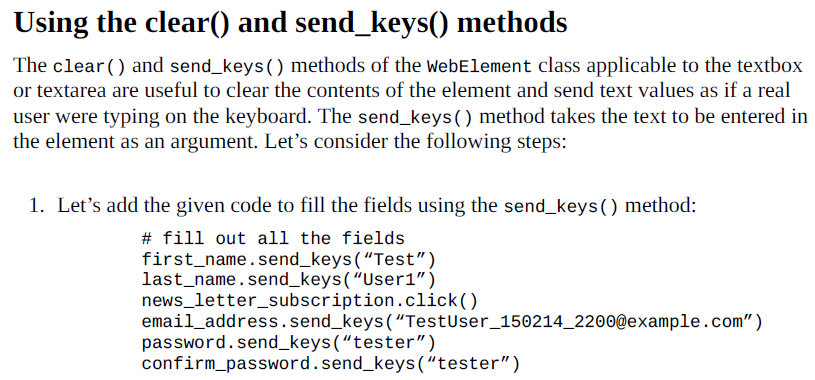 Using the clear() and send_keys() methods
The clear() and send_keys() methods of the WebElement class applicable to the textbox
or textarea are useful to clear the contents of the element and send text values as if a real
user were typing on the keyboard. The send_keys() method takes the text to be entered in
the element as an argument. Let’s consider the following steps:
1. Let’s add the given code to fill the fields using the send_keys() method:
# fill out all the fields
first_name.send_keys(“Test”)
last_name.send_keys(“User1”)
news_letter_subscription.click()
email_address.send_keys(“TestUser_150214_2200@example.com”)
password.send_keys(“tester”)
confirm_password.send_keys(“tester”)